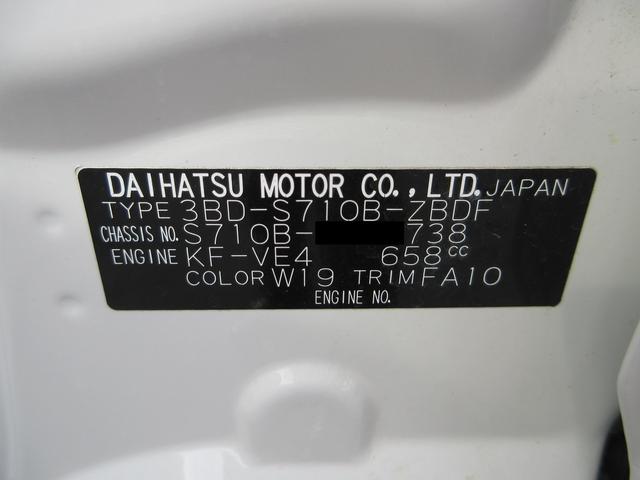 DAIHATSU MOTOR CO., LTD. JAPAN
TYPE 3BD-S710B-ZBDF
CHASSIS NO. S710B- 738
ENGINE KF-VE4 658cc
COLOR W19 TRIM FA10
ENGINE NO.